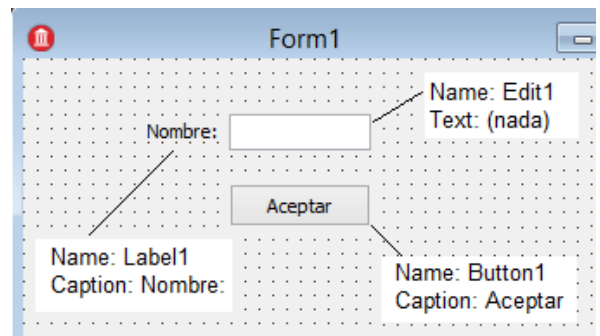 Form1
Name: Edit1
Text: (nada)
Nombre:
Aceptar
Name: Label1
Caption: Nombre:
Name: Button1
Caption: Aceptar